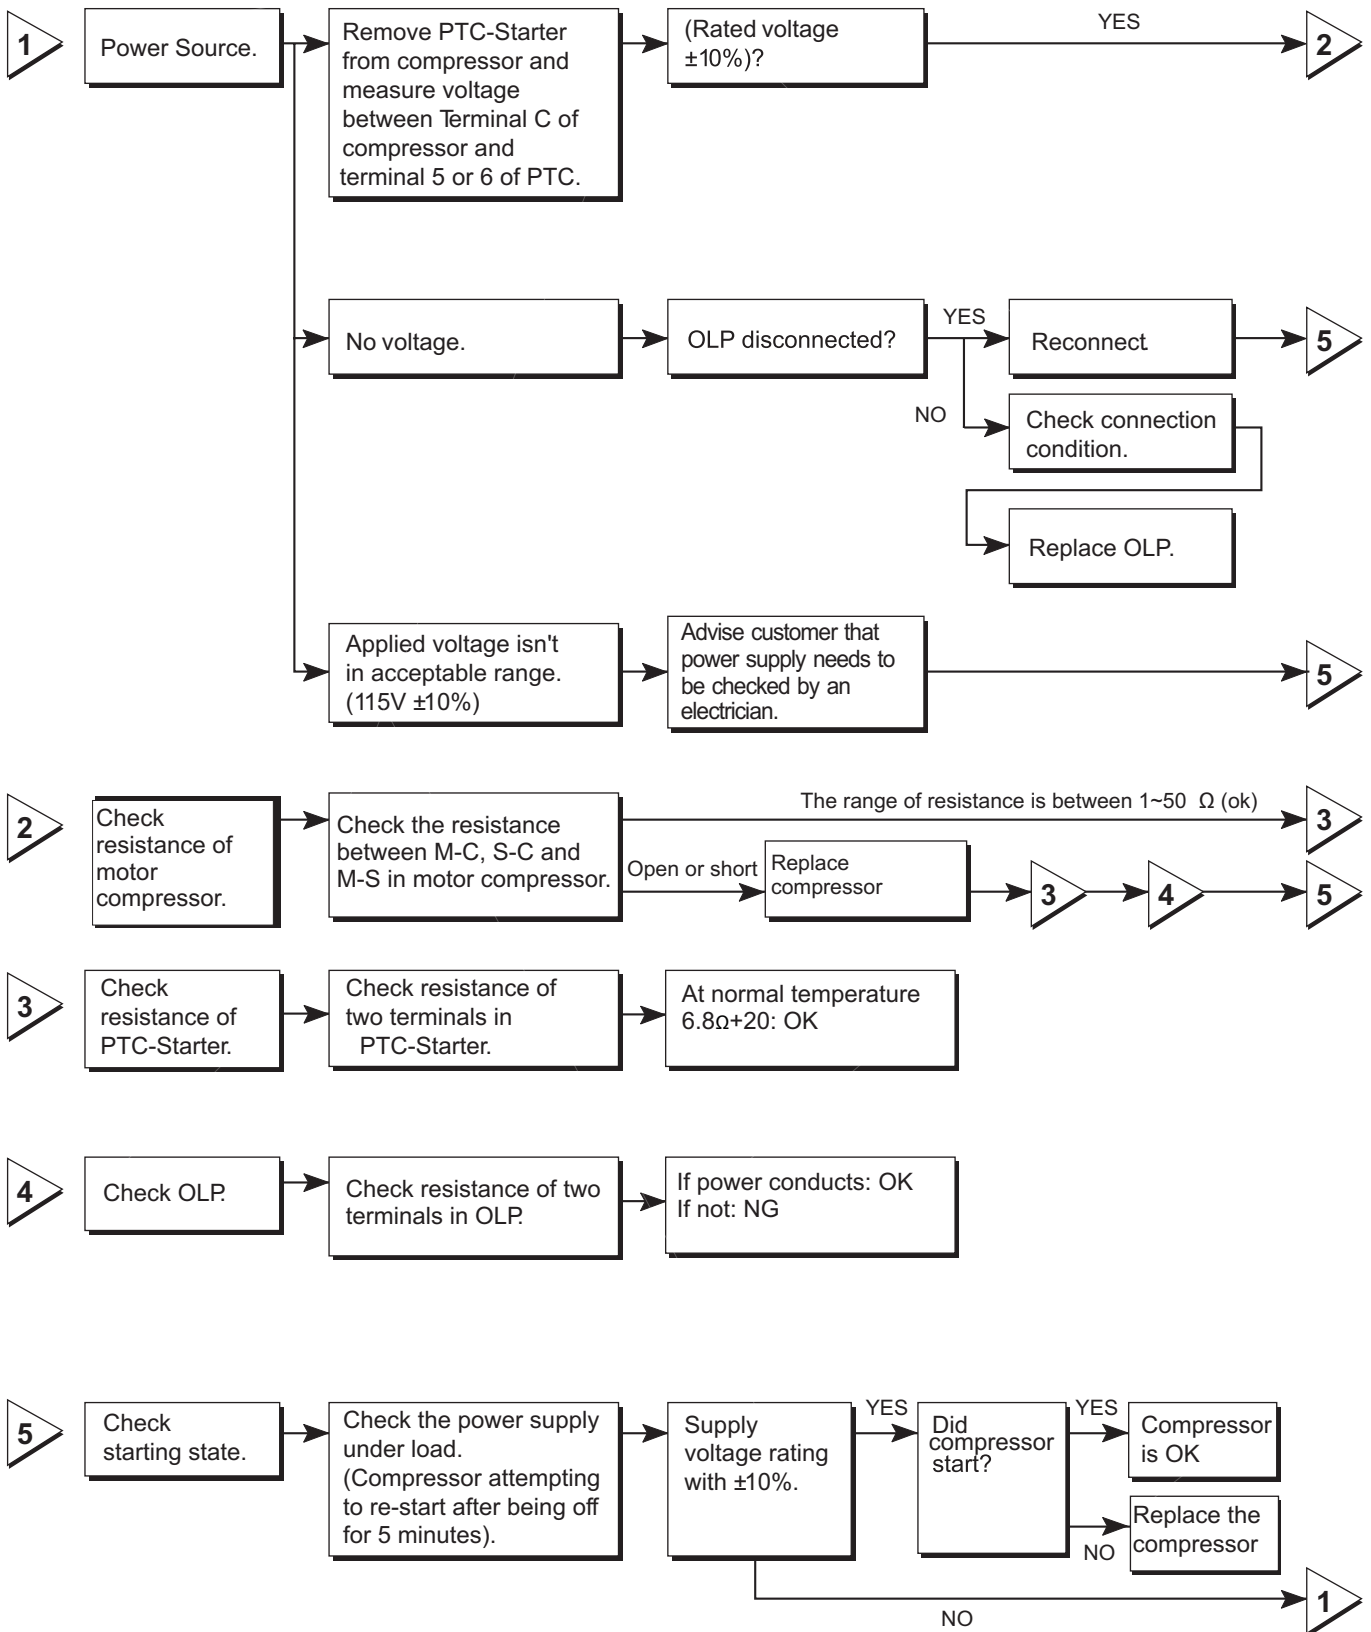 1
Power Source.
Remove PTC-Starter
from compressor and
measure voltage
between Terminal C of
compressor and
terminal 5 or 6 of PTC.
(Rated voltage
±10%)?
YES
2
No voltage.
OLP disconnected?
YES
Reconnect.
5
NO
Check connection
condition.
Replace OLP.
Applied voltage isn't
in acceptable range.
(115V ±10%)
Advise customer that
power supply needs to
be checked by an
electrician.
5
2
Check
resistance of
motor
compressor.
Check the resistance
between M-C, S-C and
M-S in motor compressor.
The range of resistance is between 1~50 Ω (ok)
3
Open or short
Replace
compressor
3
4
5
3
Check
resistance of
PTC-Starter.
Check resistance of
two terminals in
PTC-Starter.
At normal temperature
6.8Ω+20: OK
4
Check OLP.
Check resistance of two
terminals in OLP.
If power conducts: OK
If not: NG
5
Check
starting state.
Check the power supply
under load.
(Compressor attempting
to re-start after being off
for 5 minutes).
Supply
voltage rating
with ±10%.
YES
Did
compressor
start?
YES
Compressor
is OK
NO
Replace the
compressor
NO
1